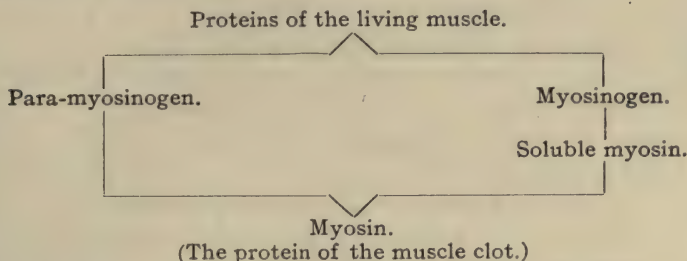 Proteins of the living muscle.
Para-myosinogen. Myosinogen.
Soluble myosin.
Myosin.
(The protein of the muscle clot.)